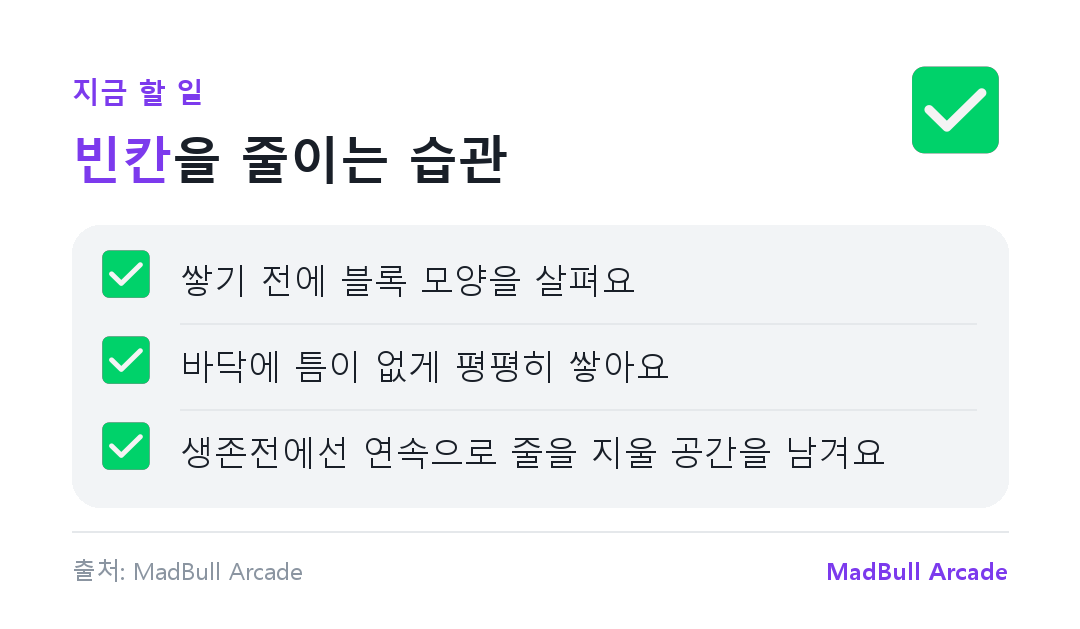 지금 할 일
빈칸을 줄이는 습관
쌓기 전에 블록 모양을 살펴요
바닥에 틈이 없게 평평히 쌓아요
생존전에선 연속으로 줄을 지울 공간을 남겨요
출처: MadBull Arcade
MadBull Arcade